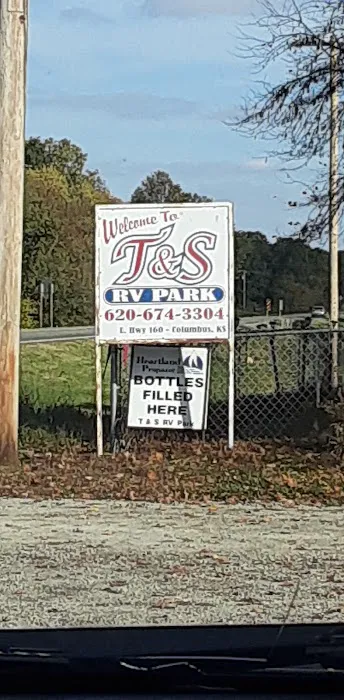 Welcome To
T&S
RV PARK
620-674-3304
E. Hwy 160 - Columbus, KS
Heartland
Propane
BOTTLES
FILLED
HERE
T & S RV Park